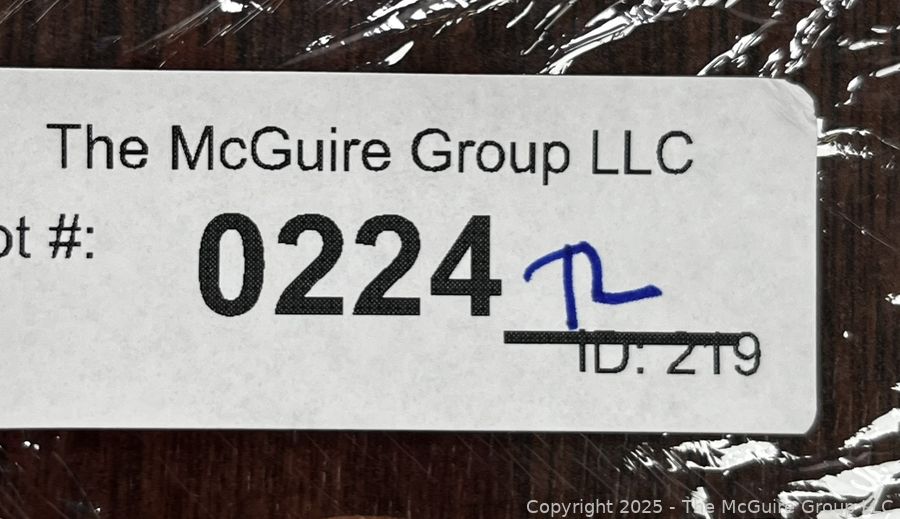 The McGuire Group LLC
ot #: 0224
ID: 219
Copyright 2025 - The McGuire Group LLC